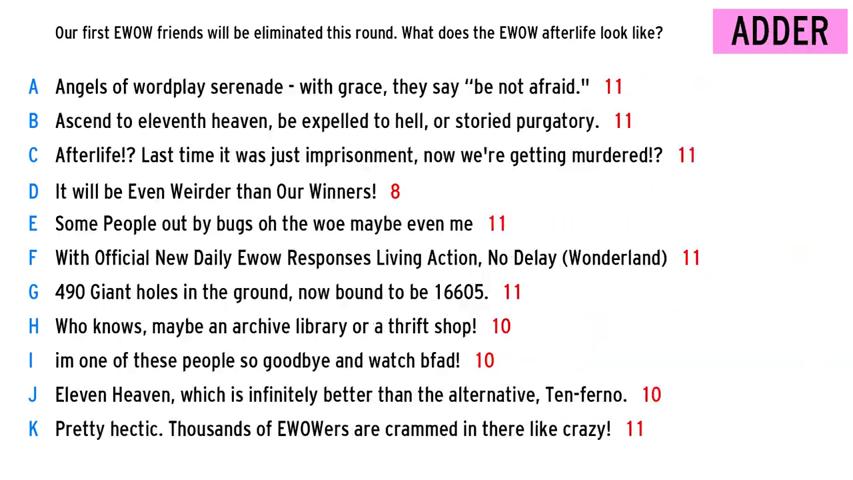 Our first EWOW friends will be eliminated this round. What does the EWOW afterlife look like?
ADDER
A Angels of wordplay serenade - with grace, they say “be not afraid." 11
B Ascend to eleventh heaven, be expelled to hell, or storied purgatory. 11
C Afterlife!? Last time it was just imprisonment, now we're getting murdered!? 11
D It will be Even Weirder than Our Winners! 8
E Some People out by bugs oh the woe maybe even me 11
F With Official New Daily Ewow Responses Living Action, No Delay (Wonderland) 11
G 490 Giant holes in the ground, now bound to be 16605. 11
H Who knows, maybe an archive library or a thrift shop! 10
I im one of these people so goodbye and watch bfad! 10
J Eleven Heaven, which is infinitely better than the alternative, Ten-ferno. 10
K Pretty hectic. Thousands of EWOWers are crammed in there like crazy! 11